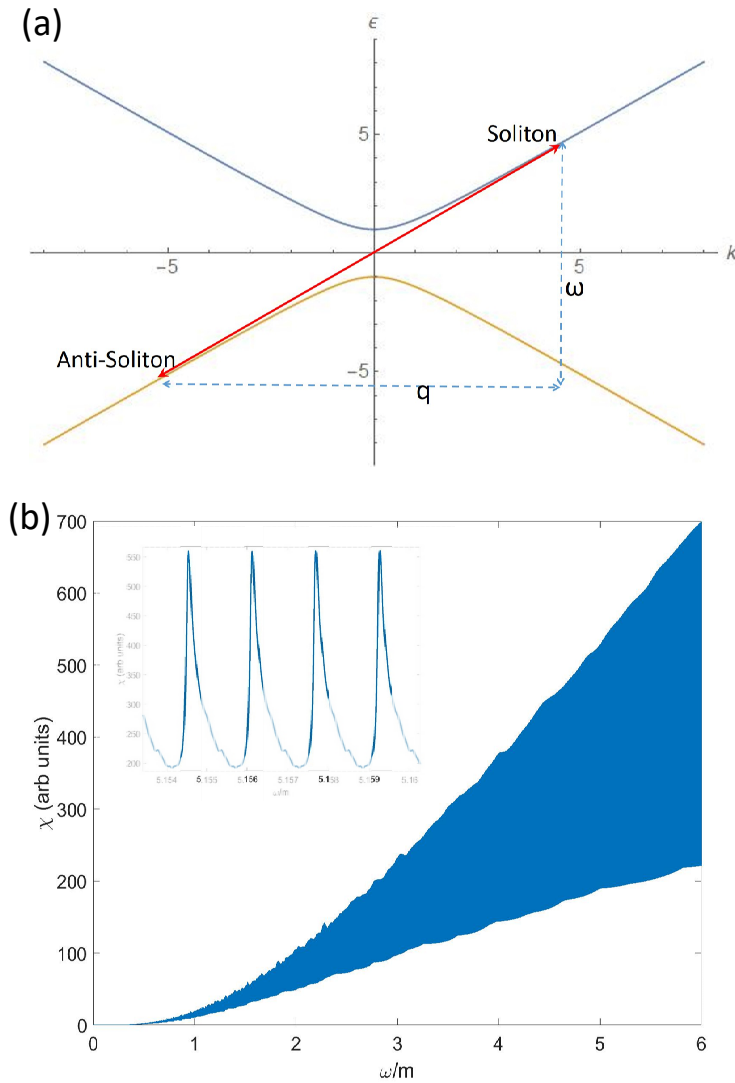 (a)
ϵ
5
Soliton
−5
5
k
ω
Anti-Soliton
−5
q
(b)
700
600
500
400
300
200
100
0
χ (arb units)
550
500
450
400
350
300
250
200
χ (arb units)
5.154
5.155
5.156
5.157
5.158
5.159
5.16
ω/m
0
1
2
3
4
5
6
ω/m